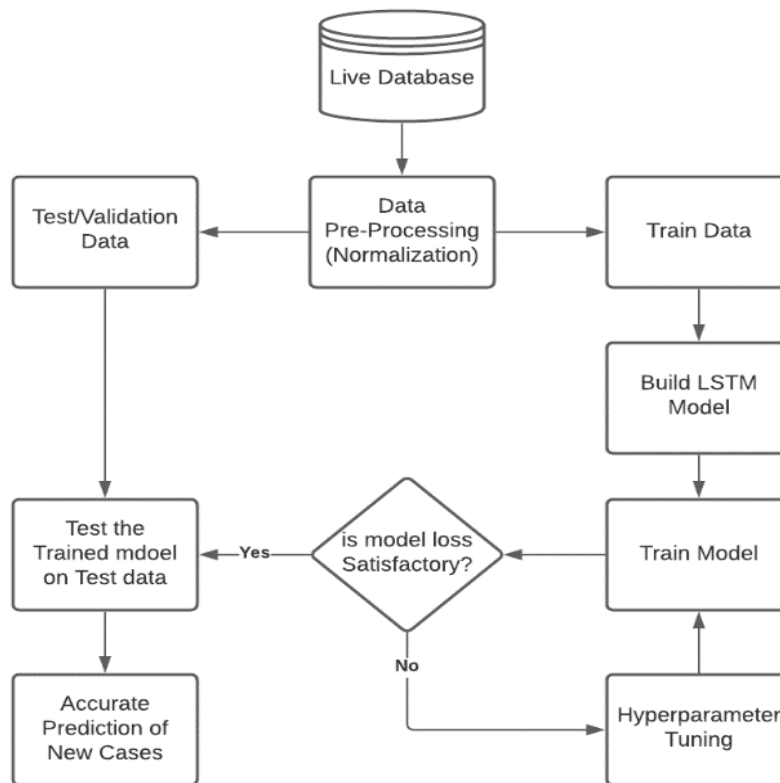 Live Database
Test/Validation
Data
Data
Pre-Processing
(Normalization)
Train Data
Build LSTM
Model
Test the
Trained mdoel
on Test data
Yes
is model loss
Satisfactory?
Train Model
No
Accurate
Prediction of
New Cases
Hyperparameter
Tuning